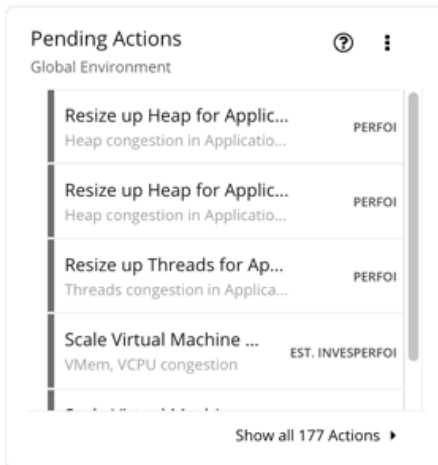 Pending Actions
Global Environment
Resize up Heap for Applic...
Heap congestion in Applicatio...
PERFOI
Resize up Heap for Applic...
Heap congestion in Applicatio...
PERFOI
Resize up Threads for Ap...
Threads congestion in Applica...
PERFOI
Scale Virtual Machine ...
VMem, VCPU congestion
EST. INVESPERFOI
Show all 177 Actions